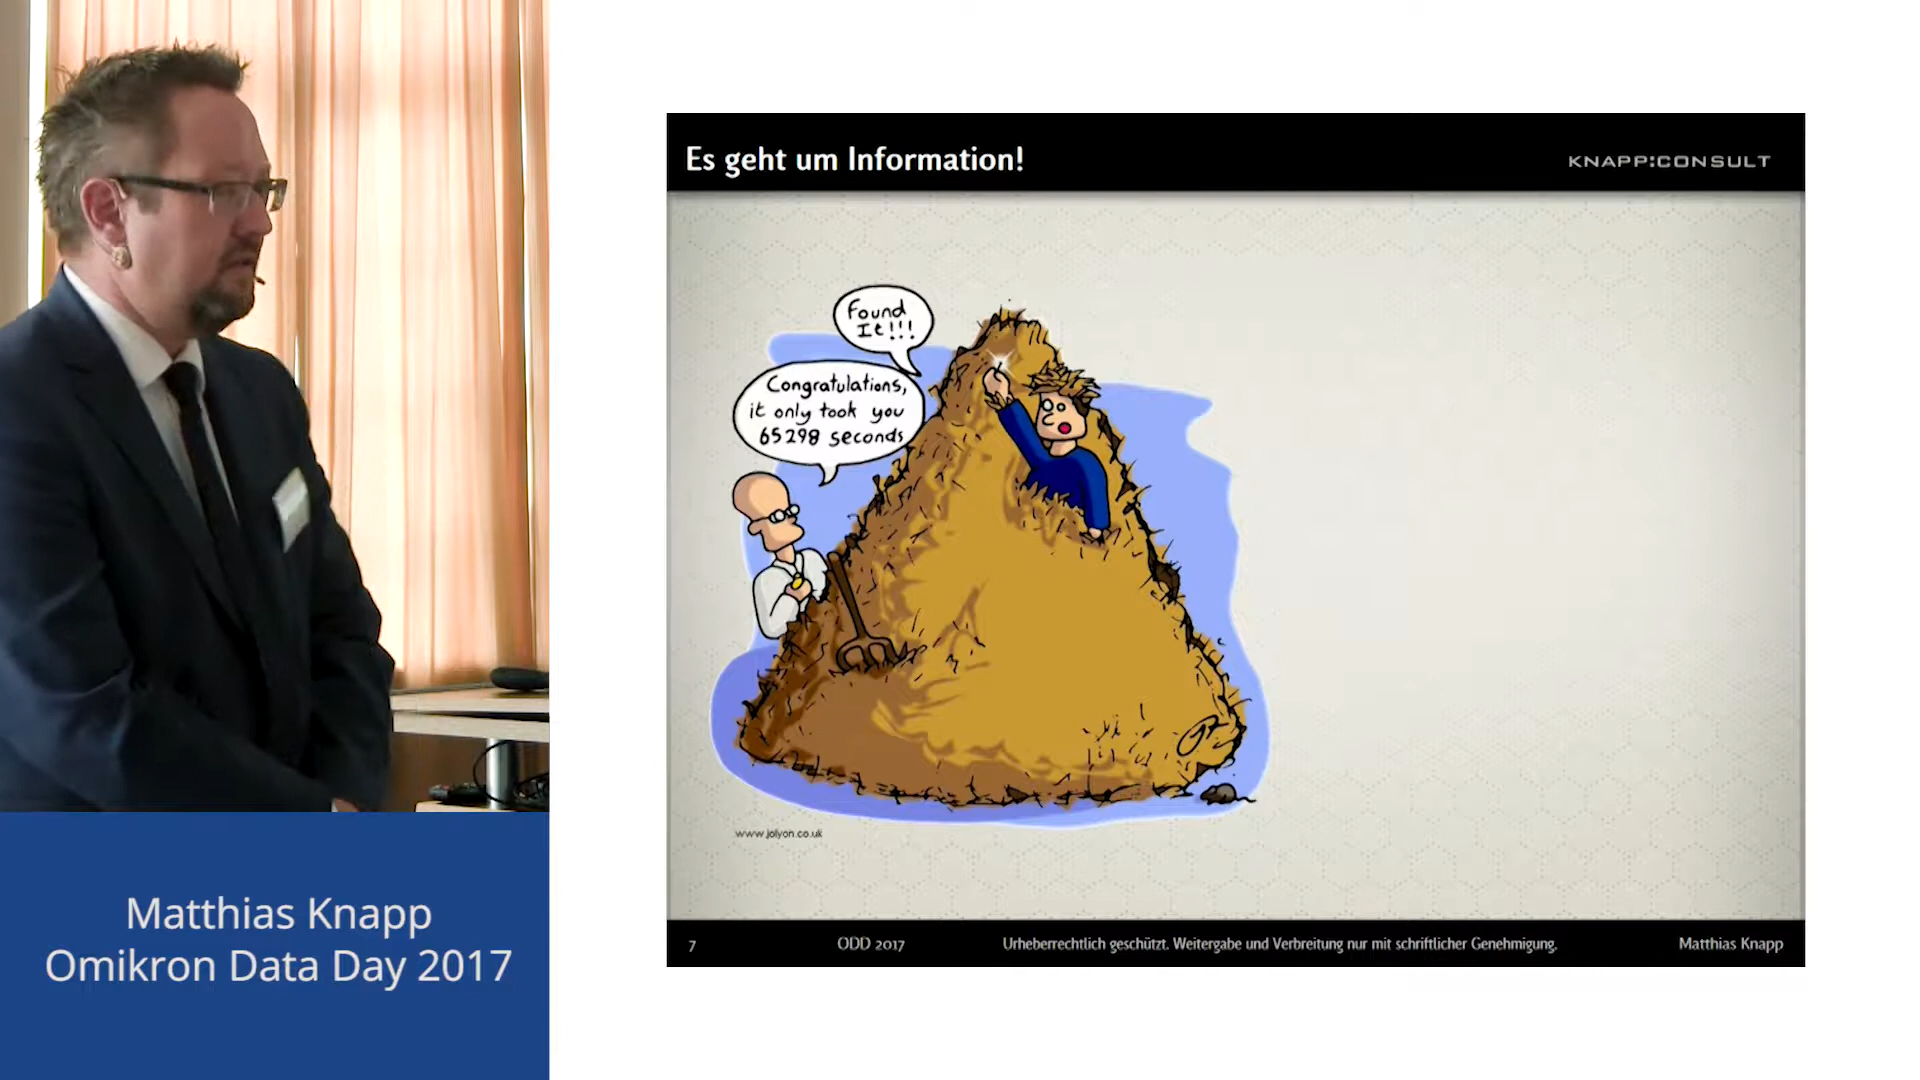 Es geht um Information!
KNAPP:CONSULT
Found
It!!!
Congratulations,
it only took you
65298 seconds
www.jolyon.co.uk
7
ODD 2017
Urheberrechtlich geschützt. Weitergabe und Verbreitung nur mit schriftlicher Genehmigung.
Matthias Knapp
Matthias Knapp
Omikron Data Day 2017